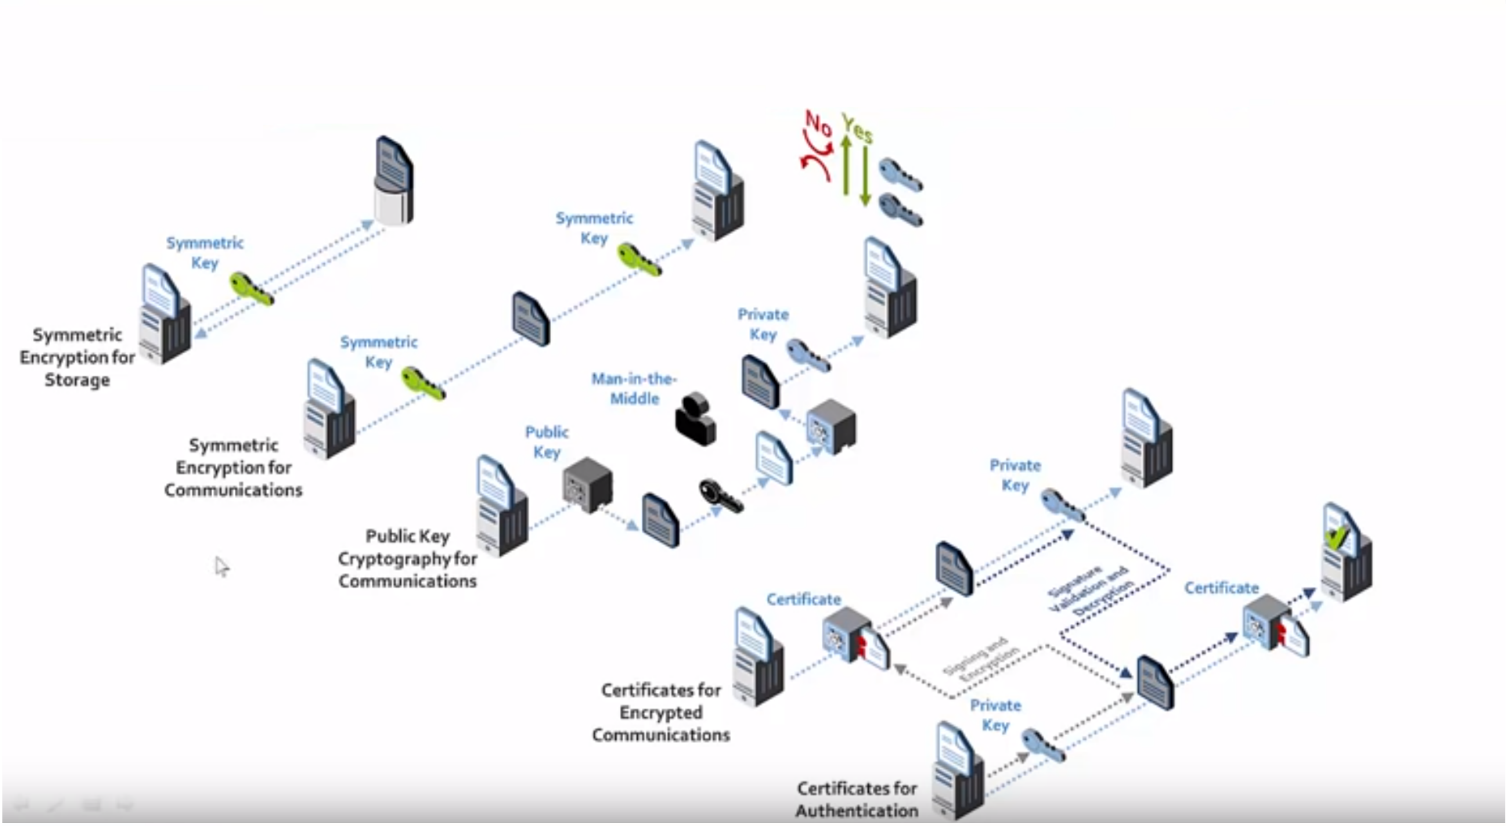 No
Yes
Symmetric
Key
Symmetric
Key
Symmetric
Encryption for
Storage
Symmetric
Key
Private
Key
Man-in-the-
Middle
Symmetric
Encryption for
Communications
Public
Key
Public Key
Cryptography for
Communications
Private
Key
Signature
Validation and
Decryption
Certificate
Certificate
Signing and
Encryption
Certificates for
Encrypted
Communications
Private
Key
Certificates for
Authentication